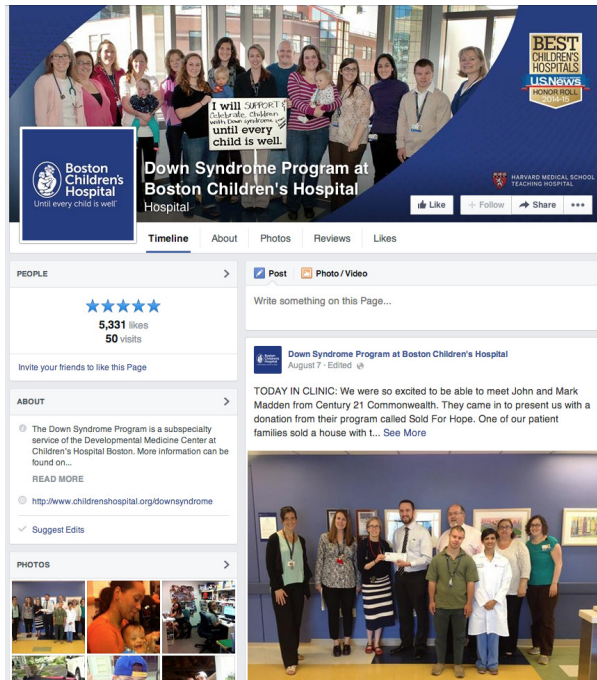 BEST
CHILDREN'S
HOSPITALS
U.S.News
HONOR ROLL
2014-15
I will SUPPORT &
Celebrate Children
with Down syndrome
until every
child is well.
Boston
Children's
Hospital
Until every child is well™
Down Syndrome Program at
Boston Children's Hospital
Hospital
HARVARD MEDICAL SCHOOL
TEACHING HOSPITAL
Like
+ Follow
Share
Timeline
About
Photos
Reviews
Likes
PEOPLE
5,331 likes
50 visits
Invite your friends to like this Page
ABOUT
The Down Syndrome Program is a subspecialty
service of the Developmental Medicine Center at
Children's Hospital Boston. More information can be
found on...
READ MORE
http://www.childrenshospital.org/downsyndrome
Suggest Edits
PHOTOS
Post
Photo / Video
Write something on this Page...
Boston
Children's
Hospital
Down Syndrome Program at Boston Children's Hospital
August 7 · Edited
TODAY IN CLINIC: We were so excited to be able to meet John and Mark
Madden from Century 21 Commonwealth. They came in to present us with a
donation from their program called Sold For Hope. One of our patient
families sold a house with t... See More